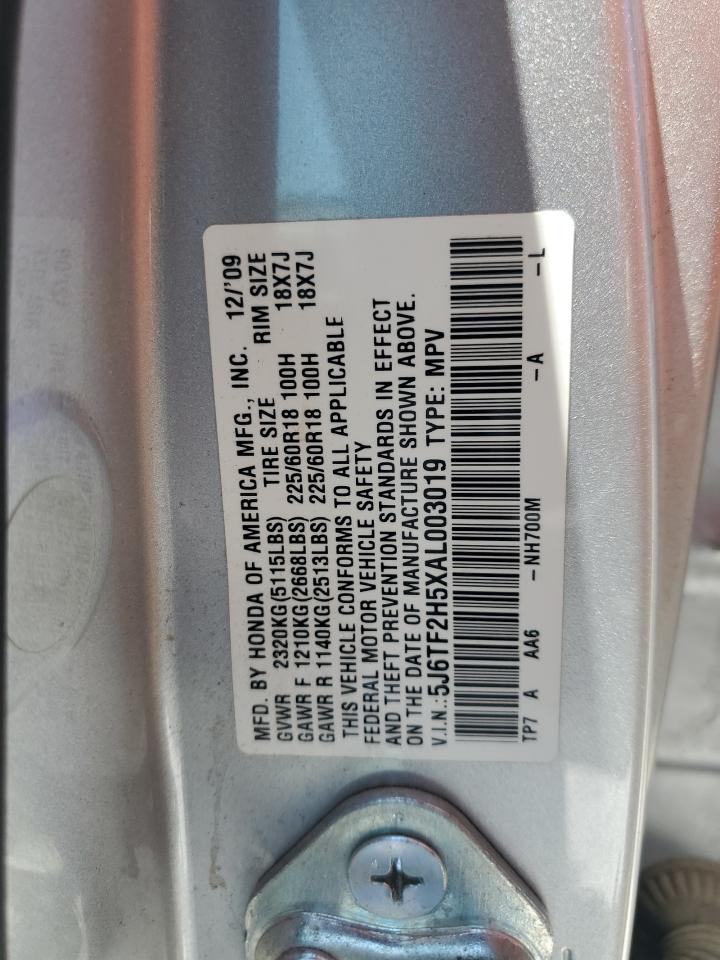 MFD. BY HONDA OF AMERICA MFG., INC. 12/'09
GVWR 2320KG(5115LBS) TIRE SIZE RIM SIZE
GAWR F 1210KG(2668LBS) 225/60R18 100H 18X7J
GAWR R 1140KG(2513LBS) 225/60R18 100H 18X7J
THIS VEHICLE CONFORMS TO ALL APPLICABLE
FEDERAL MOTOR VEHICLE SAFETY
AND THEFT PREVENTION STANDARDS IN EFFECT
ON THE DATE OF MANUFACTURE SHOWN ABOVE.
V.I.N.:5J6TF2H5XAL003019 TYPE: MPV
TP7 A AA6 -NH700M -A -L